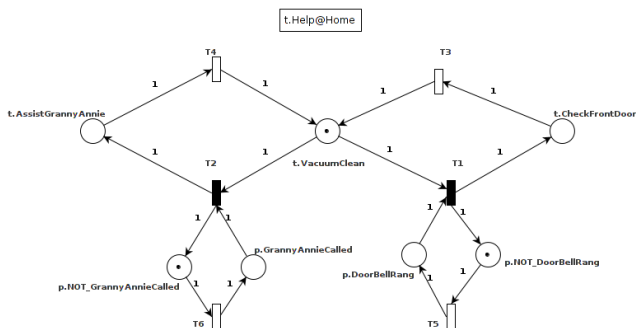 t.Help@Home
T4
T3
1
1
1
1
t.AssistGrannyAnnie
t.CheckFrontDoor
1
T2
1
t.VacuumClean
1
T1
1
1
1
p.GrannyAnnieCalled
1
1
p.NOT_DoorBellRang
p.NOT_GrannyAnnieCalled
1
1
p.DoorBellRang
1
1
T6
T5